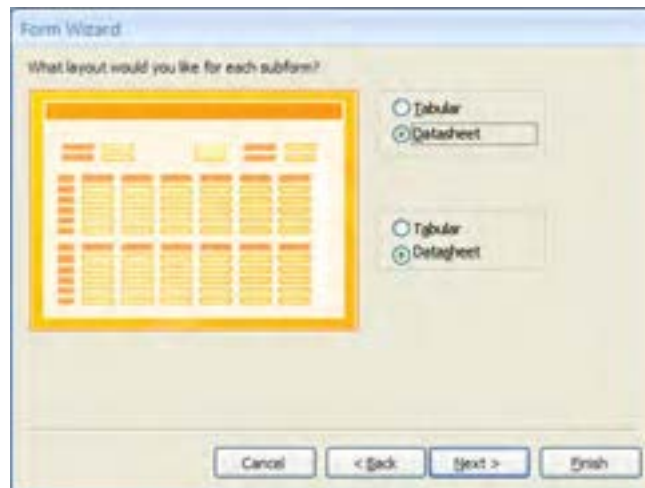 Form Wizard
What layout would you like for each subform?
Tabular
Datasheet
Tabular
Datasheet
Cancel
< Back
Next >
Finish